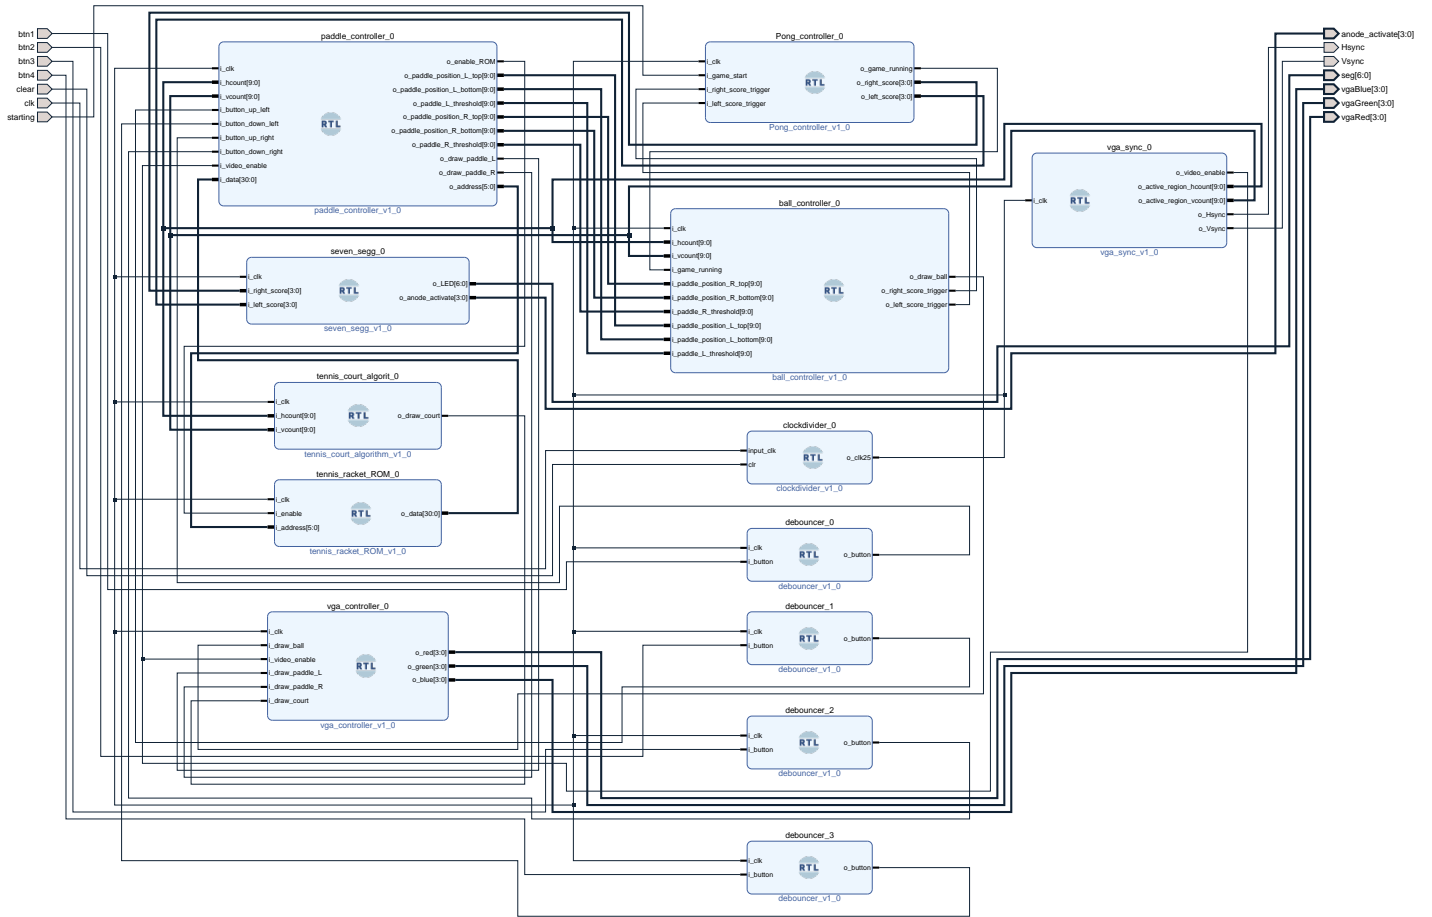 btn1
btn2
btn3
btn4
clear
clk
starting
paddle_controller_0
i_clk
i_hcount[9:0]
i_vcount[9:0]
i_button_up_left
i_button_down_left
i_button_up_right
i_button_down_right
i_video_enable
i_data[30:0]
RTL
o_enable_ROM
o_paddle_position_L_top[9:0]
o_paddle_position_L_bottom[9:0]
o_paddle_L_threshold[9:0]
o_paddle_position_R_top[9:0]
o_paddle_position_R_bottom[9:0]
o_paddle_R_threshold[9:0]
o_draw_paddle_L
o_draw_paddle_R
o_address[5:0]
paddle_controller_v1_0
Pong_controller_0
i_clk
i_game_start
i_right_score_trigger
i_left_score_trigger
RTL
o_game_running
o_right_score[3:0]
o_left_score[3:0]
Pong_controller_v1_0
vga_sync_0
i_clk
RTL
o_video_enable
o_active_region_hcount[9:0]
o_active_region_vcount[9:0]
o_Hsync
o_Vsync
vga_sync_v1_0
anode_activate[3:0]
Hsync
Vsync
seg[6:0]
vgaBlue[3:0]
vgaGreen[3:0]
vgaRed[3:0]
seven_segg_0
i_clk
i_right_score[3:0]
i_left_score[3:0]
RTL
o_LED[6:0]
o_anode_activate[3:0]
seven_segg_v1_0
ball_controller_0
i_clk
i_hcount[9:0]
i_vcount[9:0]
i_game_running
i_paddle_position_R_top[9:0]
i_paddle_position_R_bottom[9:0]
i_paddle_R_threshold[9:0]
i_paddle_position_L_top[9:0]
i_paddle_position_L_bottom[9:0]
i_paddle_L_threshold[9:0]
RTL
o_draw_ball
o_right_score_trigger
o_left_score_trigger
ball_controller_v1_0
tennis_court_algorit_0
i_clk
i_hcount[9:0]
i_vcount[9:0]
RTL
o_draw_court
tennis_court_algorithm_v1_0
tennis_racket_ROM_0
i_clk
i_enable
i_address[5:0]
RTL
o_data[30:0]
tennis_racket_ROM_v1_0
clockdivider_0
input_clk
clr
RTL
o_clk25
clockdivider_v1_0
debouncer_0
i_clk
i_button
RTL
o_button
debouncer_v1_0
vga_controller_0
i_clk
i_draw_ball
i_video_enable
i_draw_paddle_L
i_draw_paddle_R
i_draw_court
RTL
o_red[3:0]
o_green[3:0]
o_blue[3:0]
vga_controller_v1_0
debouncer_1
i_clk
i_button
RTL
o_button
debouncer_v1_0
debouncer_2
i_clk
i_button
RTL
o_button
debouncer_v1_0
debouncer_3
i_clk
i_button
RTL
o_button
debouncer_v1_0